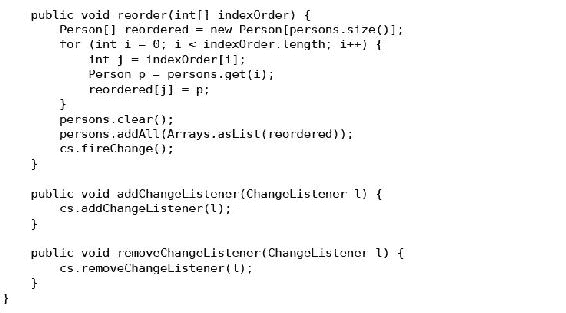 public void reorder(int[] indexOrder) {
        Person[] reordered = new Person[persons.size()];
        for (int i = 0; i < indexOrder.length; i++) {
            int j = indexOrder[i];
            Person p = persons.get(i);
            reordered[j] = p;
        }
        persons.clear();
        persons.addAll(Arrays.asList(reordered));
        cs.fireChange();
    }

    public void addChangeListener(ChangeListener l) {
        cs.addChangeListener(l);
    }

    public void removeChangeListener(ChangeListener l) {
        cs.removeChangeListener(l);
    }
}